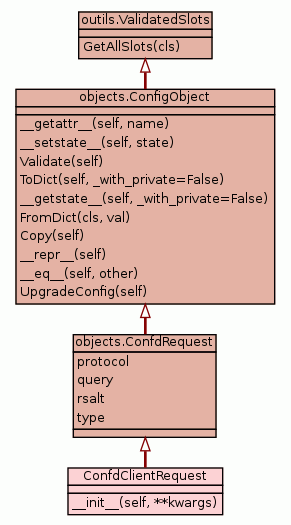 outils.ValidatedSlots
GetAllSlots(cls)
objects.ConfigObject
__getattr__(self, name)
__setstate__(self, state)
Validate(self)
ToDict(self, _with_private=False)
__getstate__(self, _with_private=False)
FromDict(cls, val)
Copy(self)
__repr__(self)
__eq__(self, other)
UpgradeConfig(self)
objects.ConfdRequest
protocol
query
rsalt
type
ConfdClientRequest
__init__(self, **kwargs)